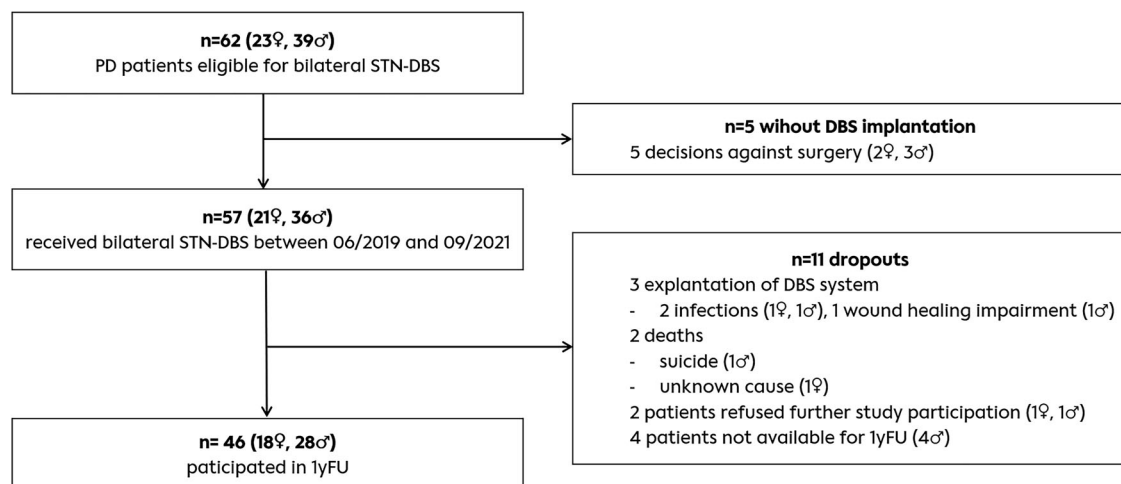 n=62 (23♀, 39♂)
PD patients eligible for bilateral STN-DBS
n=5 wihout DBS implantation
5 decisions against surgery (2♀, 3♂)
n=57 (21♀, 36♂)
received bilateral STN-DBS between 06/2019 and 09/2021
n=11 dropouts
3 explantation of DBS system
- 2 infections (1♀, 1♂), 1 wound healing impairment (1♂)
2 deaths
- suicide (1♂)
- unknown cause (1♀)
2 patients refused further study participation (1♀, 1♂)
4 patients not available for 1yFU (4♂)
n= 46 (18♀, 28♂)
paticipated in 1yFU